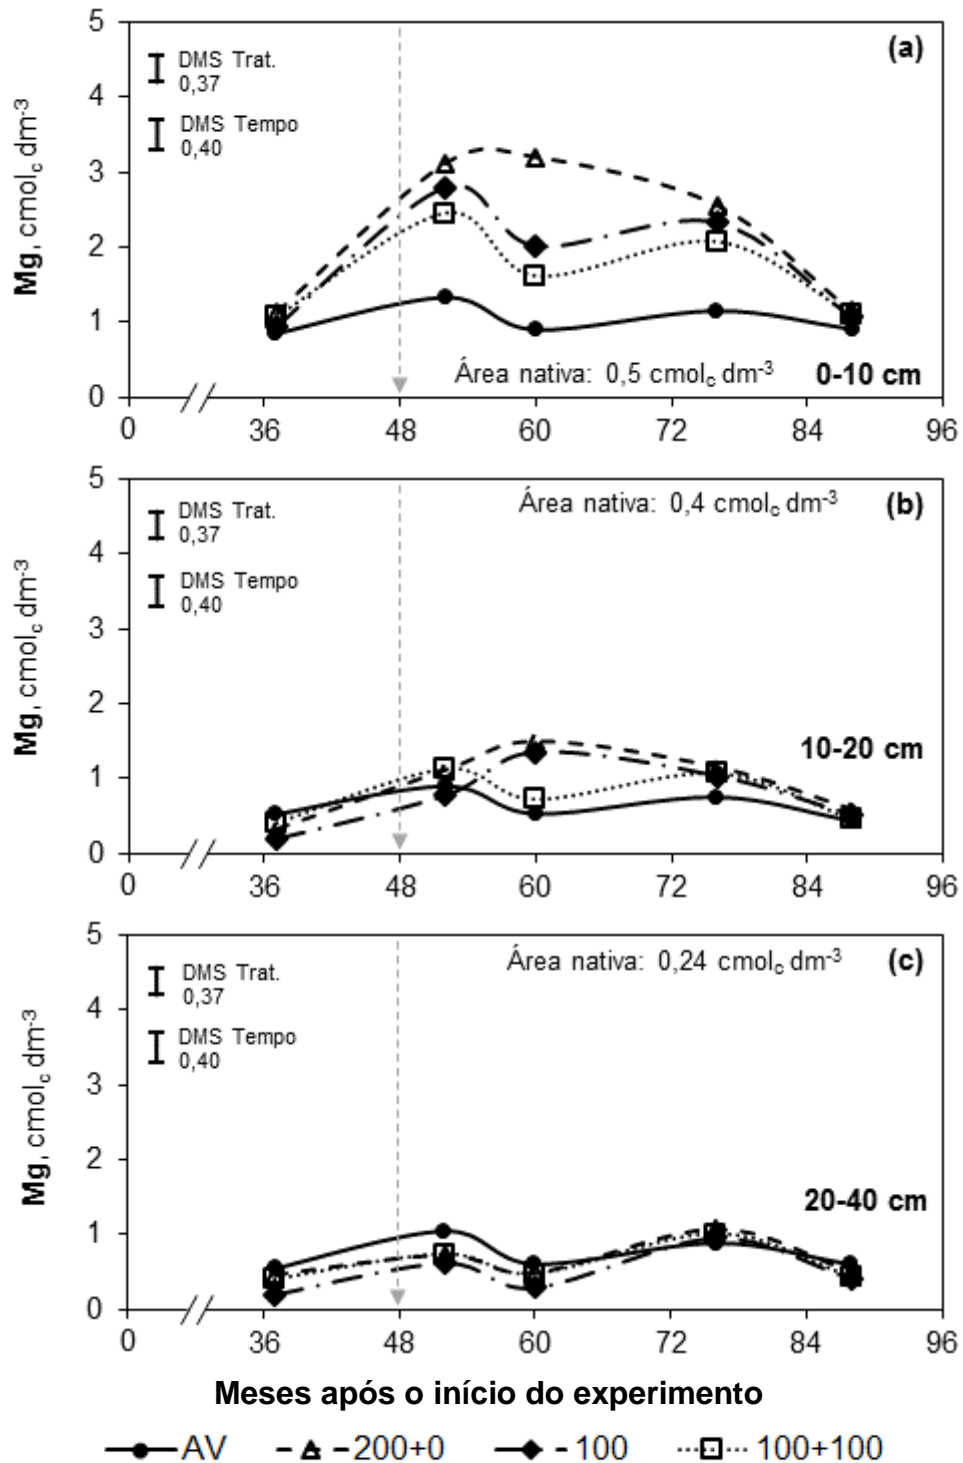 5
(a)
DMS Trat.
0,37
4
DMS Tempo
0,40
3
2
1
Mg, cmolc dm-3
Área nativa: 0,5 cmolc dm-3 0-10 cm
0
0 36 48 60 72 84 96
5
Área nativa: 0,4 cmolc dm-3 (b)
DMS Trat.
0,37
4
DMS Tempo
0,40
3
2
10-20 cm
1
Mg, cmolc dm-3
0
0 36 48 60 72 84 96
5
Área nativa: 0,24 cmolc dm-3 (c)
DMS Trat.
0,37
4
DMS Tempo
0,40
3
2
20-40 cm
1
Mg, cmolc dm-3
0
0 36 48 60 72 84 96
Meses após o início do experimento
AV 200+0 100 100+100